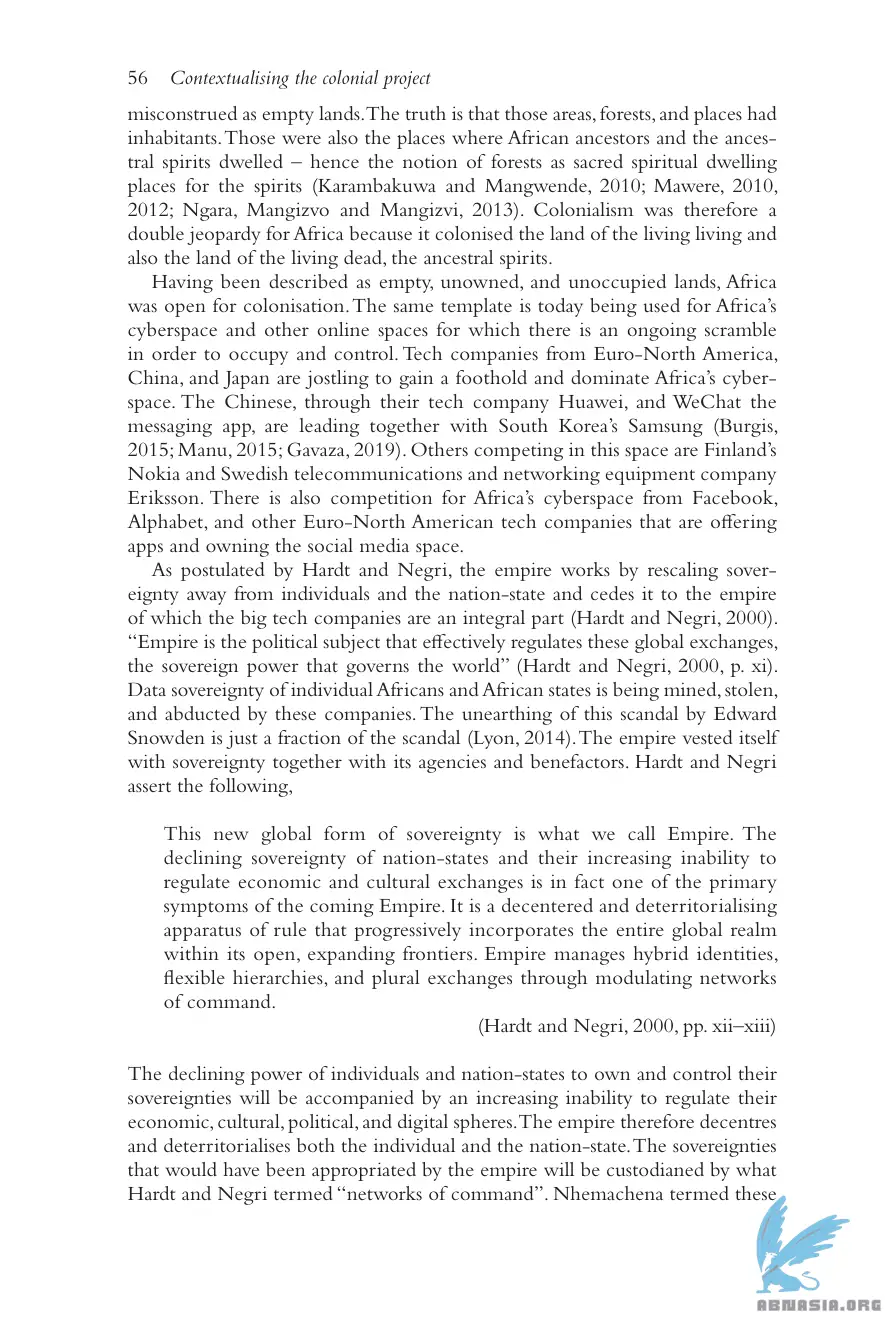 56 Contextualising the colonial project
misconstrued as empty lands. The truth is that those areas, forests, and places had
inhabitants. Those were also the places where African ancestors and the ances-
tral spirits dwelled – hence the notion of forests as sacred spiritual dwelling
places for the spirits (Karambakuwa and Mangwende, 2010; Mawere, 2010,
2012; Ngara, Mangizvo and Mangizvi, 2013). Colonialism was therefore a
double jeopardy for Africa because it colonised the land of the living living and
also the land of the living dead, the ancestral spirits.
Having been described as empty, unowned, and unoccupied lands, Africa
was open for colonisation. The same template is today being used for Africa’s
cyberspace and other online spaces for which there is an ongoing scramble
in order to occupy and control. Tech companies from Euro-North America,
China, and Japan are jostling to gain a foothold and dominate Africa’s cyber-
space. The Chinese, through their tech company Huawei, and WeChat the
messaging app, are leading together with South Korea’s Samsung (Burgis,
2015; Manu, 2015; Gavaza, 2019). Others competing in this space are Finland’s
Nokia and Swedish telecommunications and networking equipment company
Eriksson. There is also competition for Africa’s cyberspace from Facebook,
Alphabet, and other Euro-North American tech companies that are offering
apps and owning the social media space.
As postulated by Hardt and Negri, the empire works by rescaling sover-
eignty away from individuals and the nation-state and cedes it to the empire
of which the big tech companies are an integral part (Hardt and Negri, 2000).
“Empire is the political subject that effectively regulates these global exchanges,
the sovereign power that governs the world” (Hardt and Negri, 2000, p. xi).
Data sovereignty of individual Africans and African states is being mined, stolen,
and abducted by these companies. The unearthing of this scandal by Edward
Snowden is just a fraction of the scandal (Lyon, 2014). The empire vested itself
with sovereignty together with its agencies and benefactors. Hardt and Negri
assert the following,
This new global form of sovereignty is what we call Empire. The
declining sovereignty of nation-states and their increasing inability to
regulate economic and cultural exchanges is in fact one of the primary
symptoms of the coming Empire. It is a decentered and deterritorialising
apparatus of rule that progressively incorporates the entire global realm
within its open, expanding frontiers. Empire manages hybrid identities,
flexible hierarchies, and plural exchanges through modulating networks
of command.
(Hardt and Negri, 2000, pp. xii–xiii)
The declining power of individuals and nation-states to own and control their
sovereignties will be accompanied by an increasing inability to regulate their
economic, cultural, political, and digital spheres. The empire therefore decentres
and deterritorialises both the individual and the nation-state. The sovereignties
that would have been appropriated by the empire will be custodianed by what
Hardt and Negri termed “networks of command”. Nhemachena termed these
ABNASIA.ORG